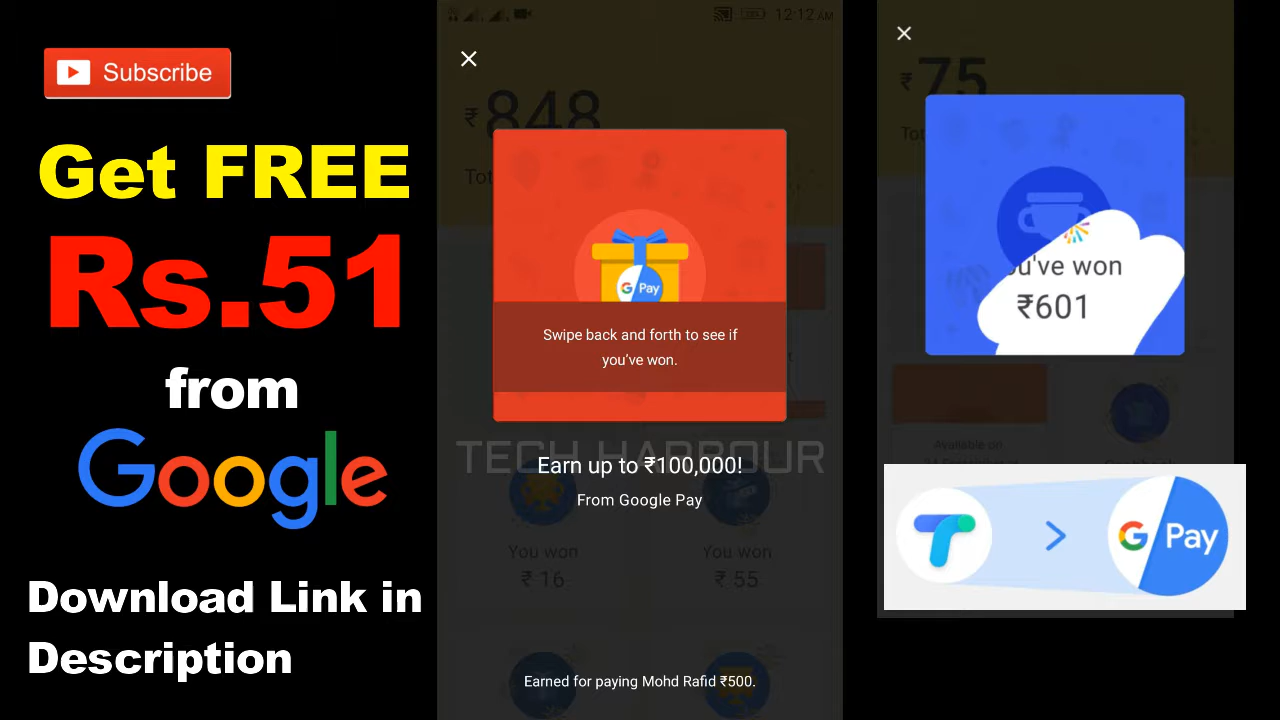 Subscribe
Get FREE
Rs.51
from
Google
Download Link in
Description
12:12 AM
₹848
Tot
G Pay
Swipe back and forth to see if
you've won.
TECH HARBOUR
Earn up to ₹100,000!
From Google Pay
You won
₹ 16
You won
₹ 55
Earned for paying Mohd Rafid ₹500.
₹75
Tot
ou've won
₹601
Available on
G Pay